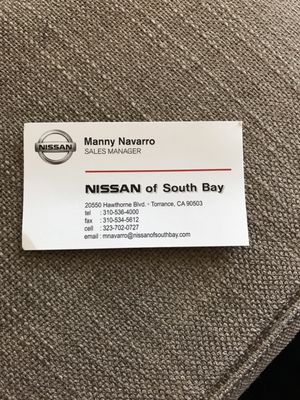 NISSAN
Manny Navarro
SALES MANAGER
NISSAN of South Bay
20550 Hawthorne Blvd. · Torrance, CA 90503
tel : 310-536-4000
fax : 310-534-5612
cell : 323-702-0727
email : mnavarro@nissanofsouthbay.com